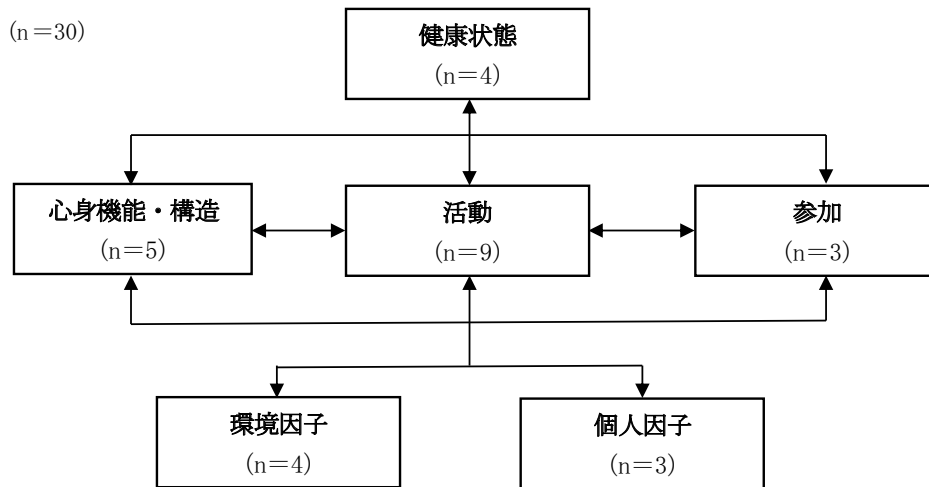 (n＝30)
健康状態
(n＝4)
心身機能・構造
(n＝5)
活動
(n＝9)
参加
(n＝3)
環境因子
(n＝4)
個人因子
(n＝3)